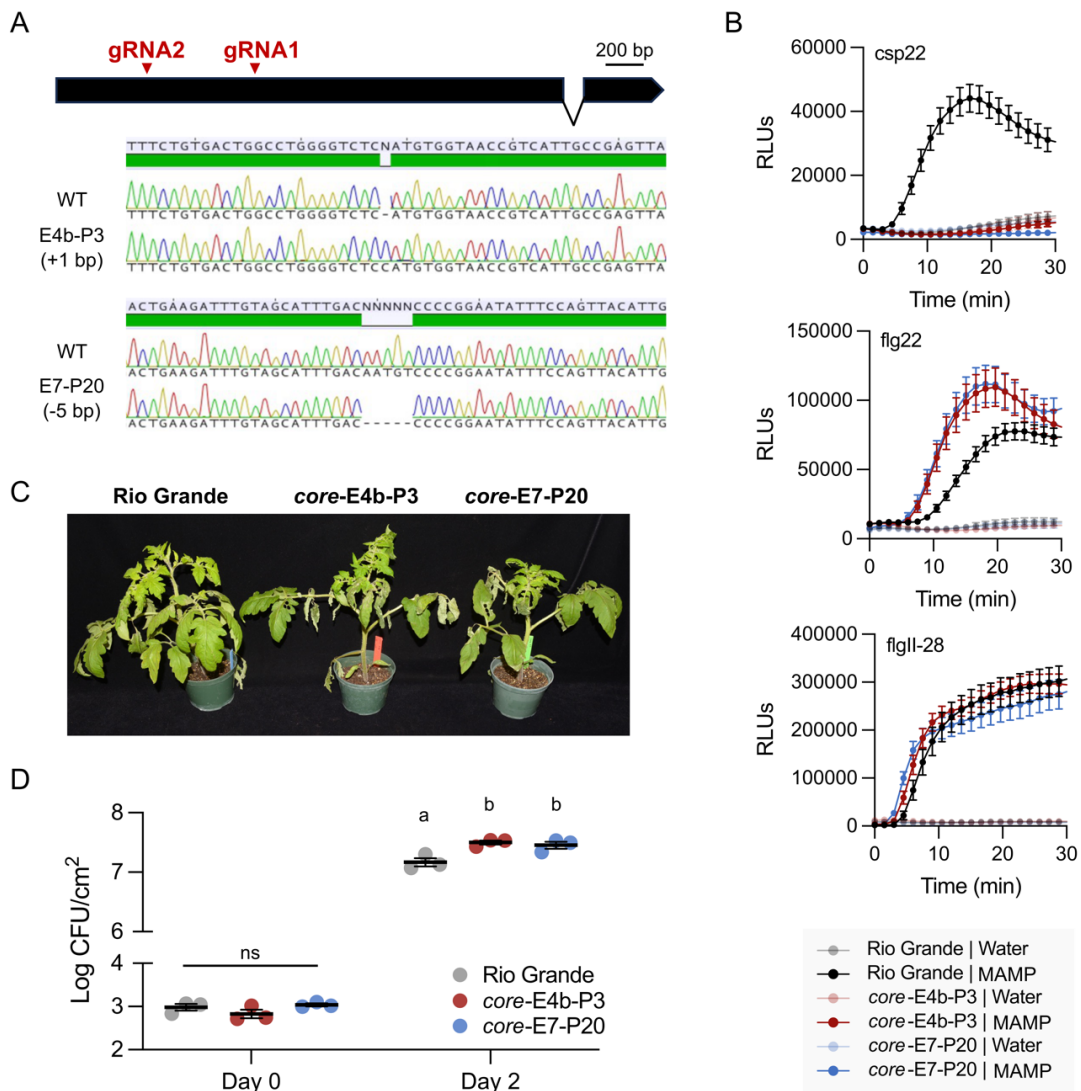 A
gRNA2 gRNA1
200 bp
TTTCTGTGACTGGCCTGGGGTCTCNATGTGGTAACCGTCATTGCCGAGTTA
WT
TTTCTGTGACTGGCCTGGGGTCTC-ATGTGGTAACCGTCATTGCCGAGTTA
E4b-P3
(+1 bp)
TTTCTGTGACTGGCCTGGGGTCTCCATGTGGTAACCGTCATTGCCGAGTTA
ACTGAAGATTTGTAGCATTTGACNNNNNCCCCGGAATATTTCCAGTTACATTG
WT
ACTGAAGATTTGTAGCATTTGACAATGTCCCCGGAATATTTCCAGTTACATTG
E7-P20
(-5 bp)
ACTGAAGATTTGTAGCATTTGAC-----CCCCGGAATATTTCCAGTTACATTG
B
csp22
RLUs
60000
40000
20000
0
0 10 20 30
Time (min)
flg22
RLUs
150000
100000
50000
0
0 10 20 30
Time (min)
flgII-28
RLUs
400000
300000
200000
100000
0
0 10 20 30
Time (min)
Rio Grande | Water
Rio Grande | MAMP
core-E4b-P3 | Water
core-E4b-P3 | MAMP
core-E7-P20 | Water
core-E7-P20 | MAMP
C
Rio Grande core-E4b-P3 core-E7-P20
D
Log CFU/cm²
8
7
6
4
3
2
a b b
ns
Rio Grande
core-E4b-P3
core-E7-P20
Day 0 Day 2